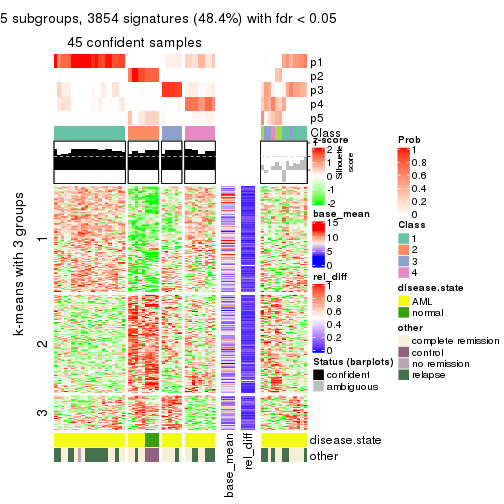 5 subgroups, 3854 signatures (48.4%) with fdr < 0.05
45 confident samples
p1
p2
p3
p4
p5
Class
z-score
2
1
0
-1
-2
Silhouette
score
1
k-means with 3 groups
1
2
3
base_mean
15
10
5
0
rel_diff
1
0.8
0.6
0.4
0.2
0
Status (barplots)
confident
ambiguous
Prob
1
0.8
0.6
0.4
0.2
0
Class
1
2
3
4
disease.state
AML
normal
other
complete remission
control
no remission
relapse
disease.state
other
base_mean
rel_diff